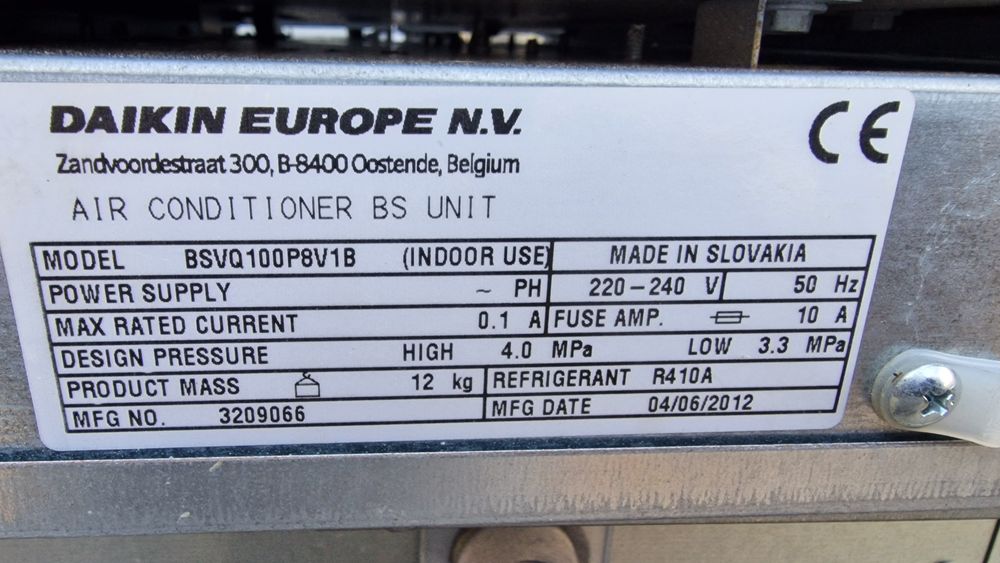 DAIKIN EUROPE N.V.
Zandvoordestraat 300, B-8400 Oostende, Belgium
CE
AIR CONDITIONER BS UNIT
MODEL BSVQ100P8V1B (INDOOR USE) MADE IN SLOVAKIA
POWER SUPPLY ~ PH 220-240 V 50 Hz
MAX RATED CURRENT 0.1 A FUSE AMP. 10 A
DESIGN PRESSURE HIGH 4.0 MPa LOW 3.3 MPa
PRODUCT MASS 12 kg REFRIGERANT R410A
MFG NO. 3209066 MFG DATE 04/06/2012